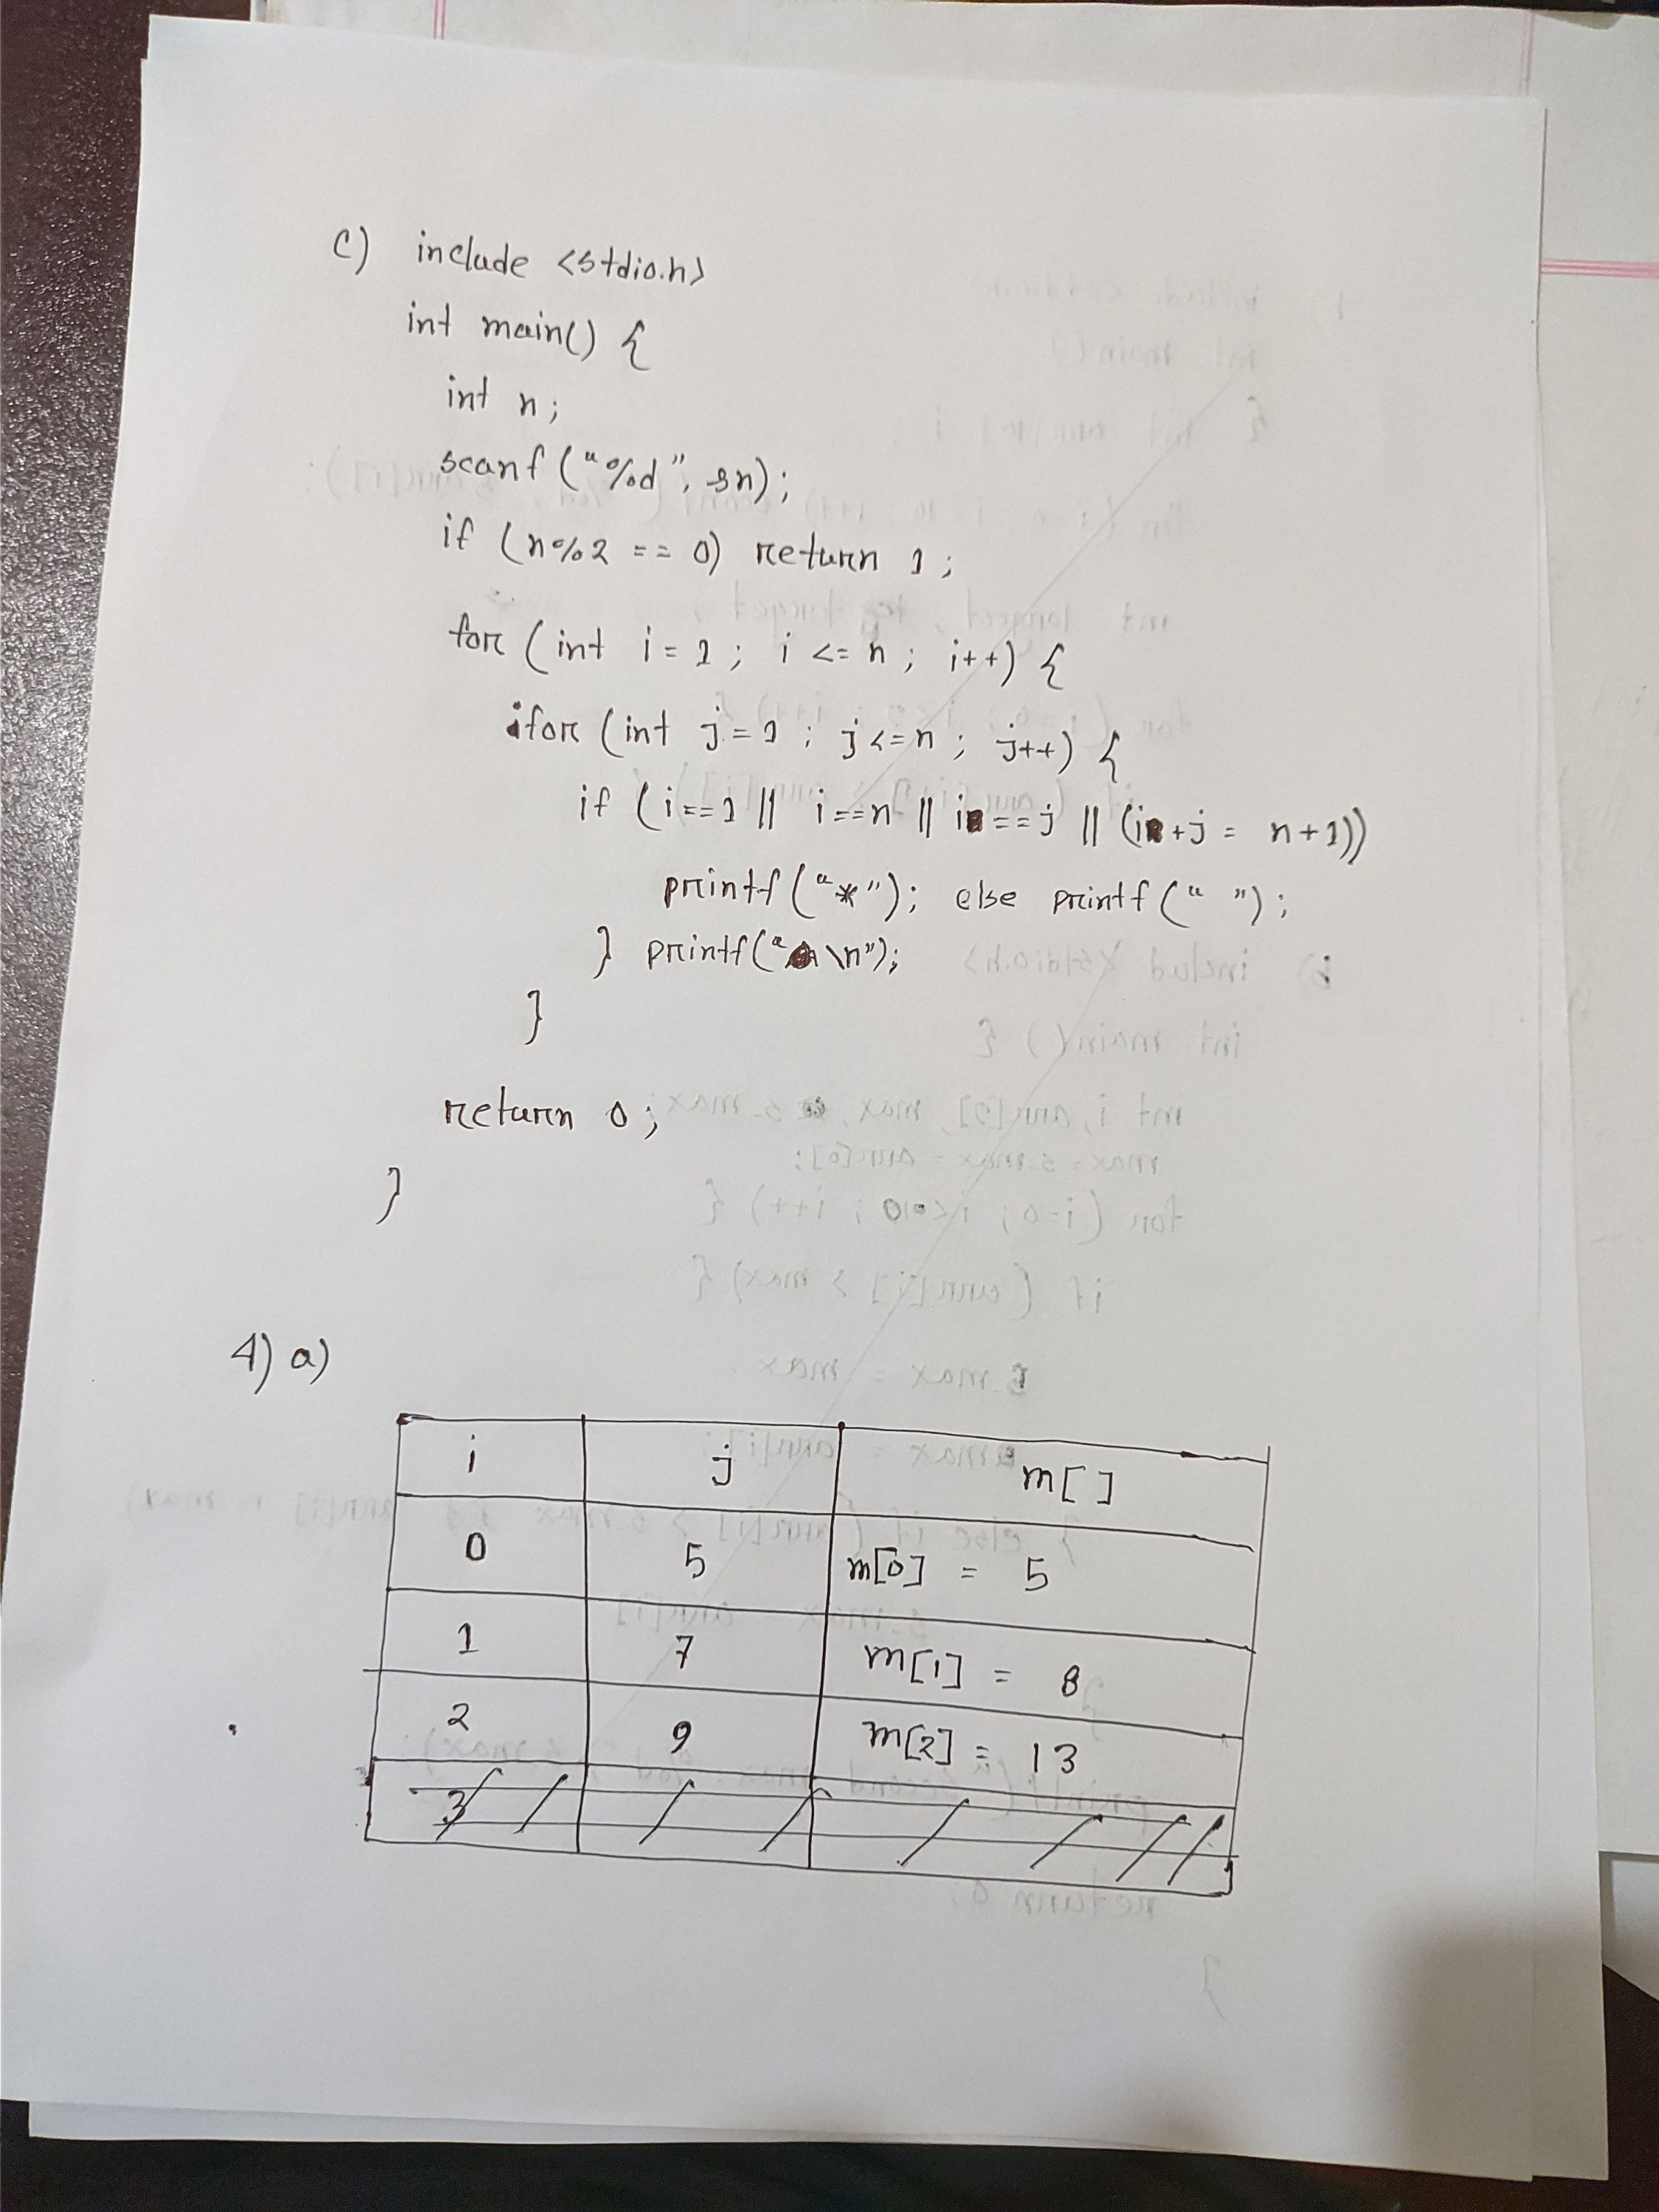 c) include <stdio.h>
int main() {
int n;
scanf ("%d", &n);
if (n%2 == 0) return 1;
for (int i = 1; i <= n; i++) {
for (int j = 1; j <= n; j++) {
if (i==1 || i==n || i==j || (i+j = n+1))
printf ("*"); else printf (" ");
} printf("\n");
}
return 0;
}
4) a)
i j m[ ]
0 5 m[0] = 5
1 7 m[1] = 8
2 9 m[2] = 13
3